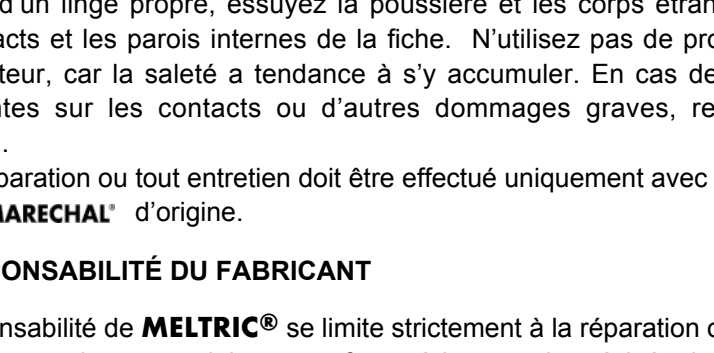 d'un linge propre, essuyez la poussière et les corps étran
acts et les parois internes de la fiche. N'utilisez pas de pro
teur, car la saleté a tendance à s'y accumuler. En cas de
ntes sur les contacts ou d'autres dommages graves, re
.
paration ou tout entretien doit être effectué uniquement avec
MARECHAL® d'origine.
ONSABILITÉ DU FABRICANT
nsabilité de MELTRIC® se limite strictement à la réparation o